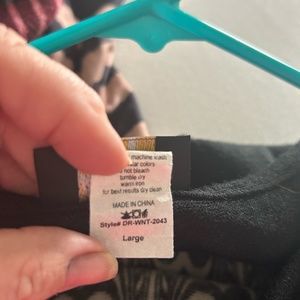 machine wash
colors
do not bleach
tumble dry
warm iron
for best results dry clean
MADE IN CHINA
Style# DR-WNT-2043
Large